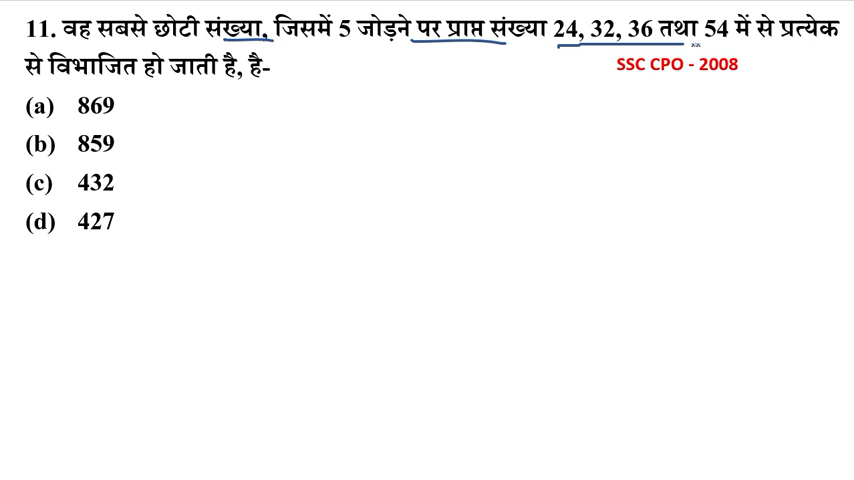 11. वह सबसे छोटी संख्या, जिसमें 5 जोड़ने पर प्राप्त संख्या 24, 32, 36 तथा 54 में से प्रत्येक
से विभाजित हो जाती है, है-
SSC CPO - 2008
(a) 869
(b) 859
(c) 432
(d) 427